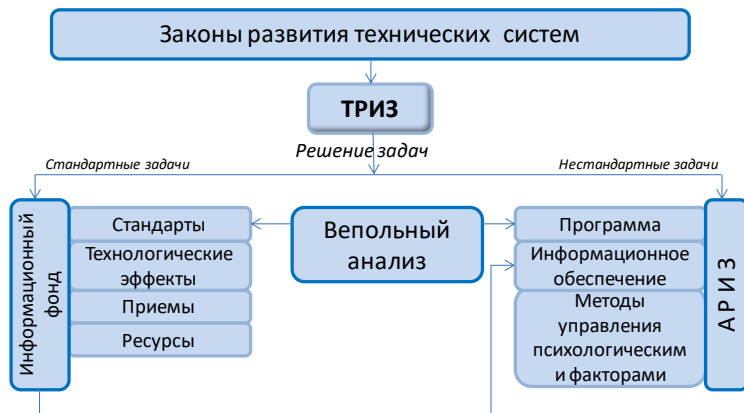 Законы развития технических систем
ТРИЗ
Решение задач
Стандартные задачи
Нестандартные задачи
Информационный
фонд
Стандарты
Технологические
эффекты
Приемы
Ресурсы
Вепольный
анализ
Программа
Информационное
обеспечение
Методы
управления
психологическим
и факторами
А Р И З